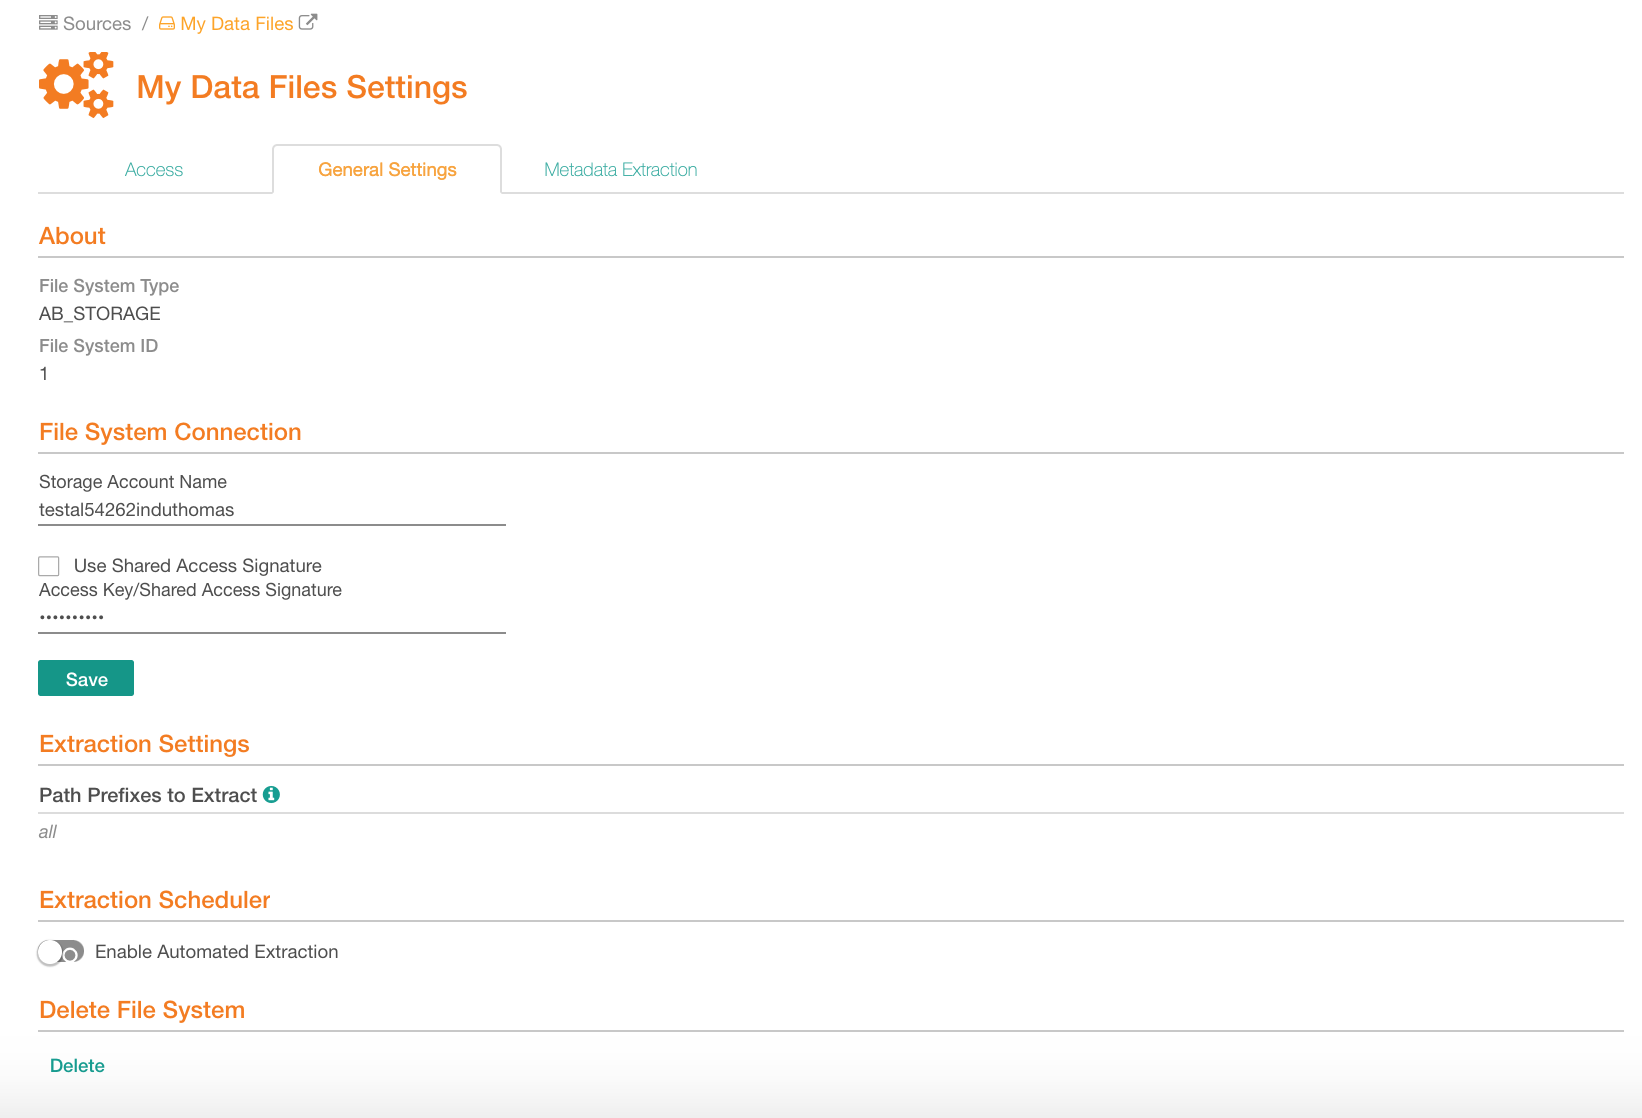 Sources / My Data Files
My Data Files Settings
Access General Settings Metadata Extraction
About
File System Type
AB_STORAGE
File System ID
1
File System Connection
Storage Account Name
testal54262induthomas
Use Shared Access Signature
Access Key/Shared Access Signature
••••••••••
Save
Extraction Settings
Path Prefixes to Extract
all
Extraction Scheduler
Enable Automated Extraction
Delete File System
Delete